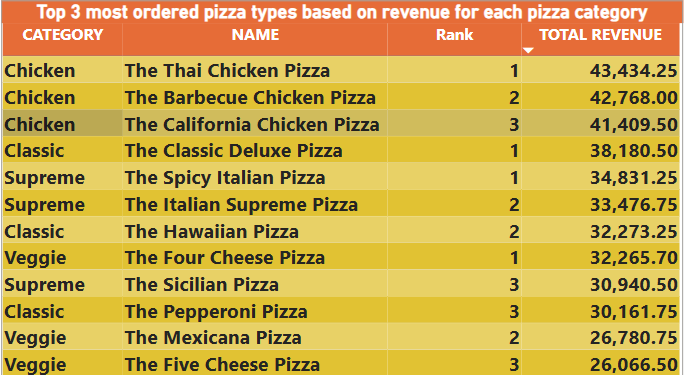 Top 3 most ordered pizza types based on revenue for each pizza category
CATEGORY NAME Rank TOTAL REVENUE
Chicken The Thai Chicken Pizza 1 43,434.25
Chicken The Barbecue Chicken Pizza 2 42,768.00
Chicken The California Chicken Pizza 3 41,409.50
Classic The Classic Deluxe Pizza 1 38,180.50
Supreme The Spicy Italian Pizza 1 34,831.25
Supreme The Italian Supreme Pizza 2 33,476.75
Classic The Hawaiian Pizza 2 32,273.25
Veggie The Four Cheese Pizza 1 32,265.70
Supreme The Sicilian Pizza 3 30,940.50
Classic The Pepperoni Pizza 3 30,161.75
Veggie The Mexicana Pizza 2 26,780.75
Veggie The Five Cheese Pizza 3 26,066.50